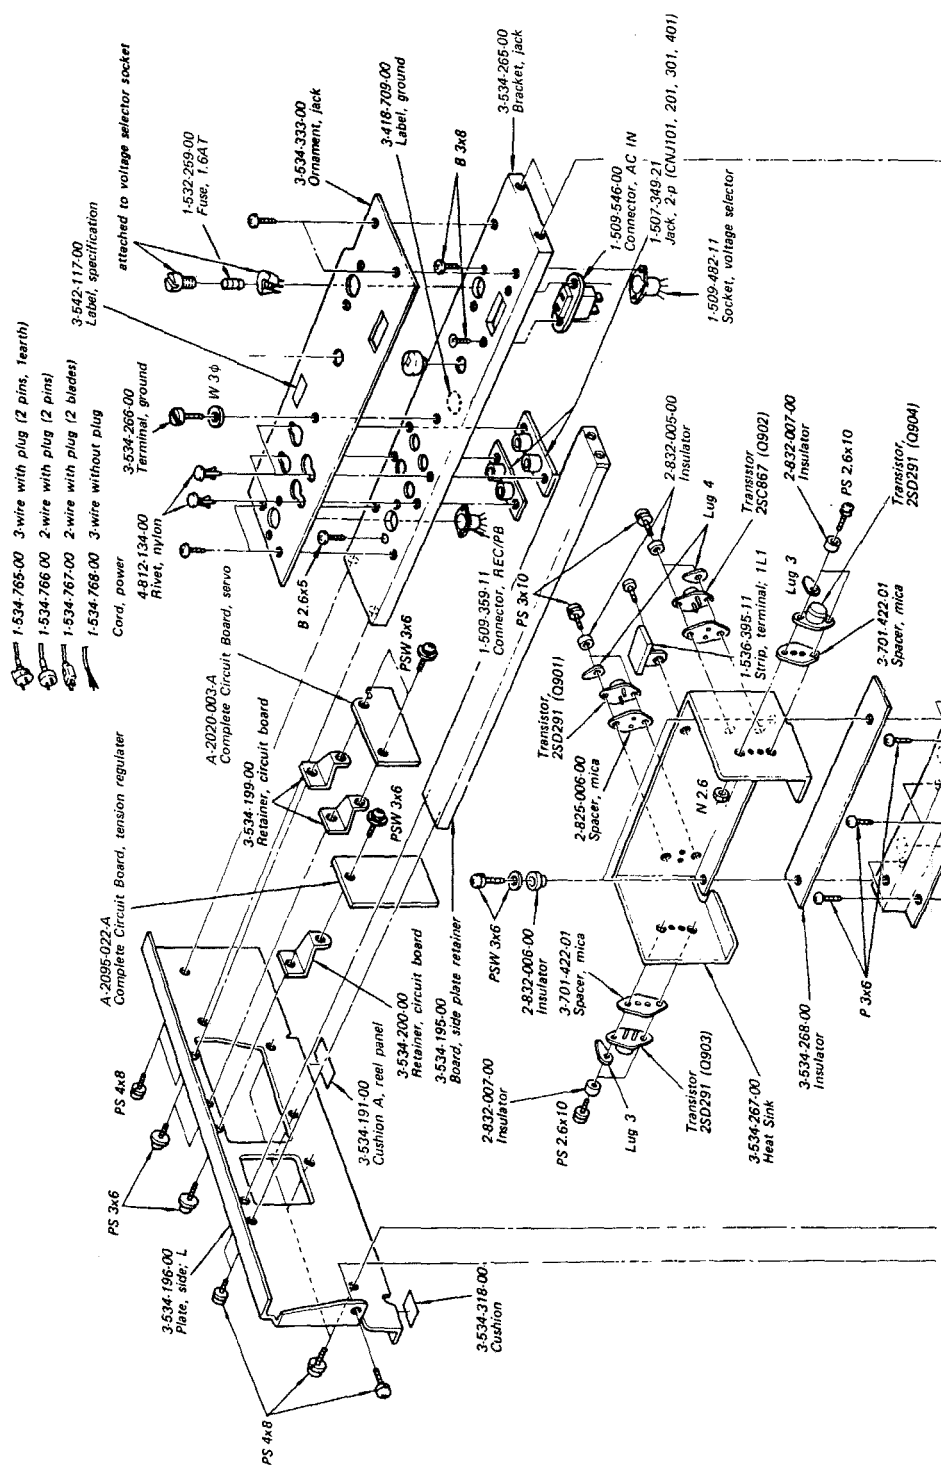 1-534-765-00 3-wire with plug (2 pins, 1earth)
1-534-766 00 2-wire with plug (2 pins)
1-534-767-00 2-wire with plug (2 blades)
1-534-768-00 3-wire without plug
Cord, power
attached to voltage selector socket
1-532-259-00
Fuse, 1.6AT
3-542-117-00
Label, specification
3-534-266-00
Terminal, ground
W 3φ
4-812-134-00
Rivet, nylon
3-534-333-00
Ornament, jack
3-418-709-00
Label, ground
B 3x8
3-534-265-00
Bracket, jack
1-509-546-00
Connector, AC IN
1-507-349-21
Jack, 2-p (CNJ101, 201, 301, 401)
1-509-482-11
Socket, voltage selector
B 2.6x5
1-509-359-11
Connector, REC/PB
A-2020-003-A
Complete Circuit Board, servo
PSW 3x6
3-534-199-00
Retainer, circuit board
PSW 3x6
A-2095-022-A
Complete Circuit Board, tension regulater
PS 4x8
PS 3x6
3-534-196-00
Plate, side; L
PS 4x8
3-534-318-00
Cushion
3-534-191-00
Cushion A, reel panel
3-534-200-00
Retainer, circuit board
3-534-195-00
Board, side plate retainer
PS 3x10
2-832-005-00
Insulator
Lug 4
Transistor
2SC867 (Q902)
2-832-007-00
Insulator
PS 2.6x10
Lug 3
Transistor,
2SD291 (Q904)
3-701-422-01
Spacer, mica
1-536-395-11
Strip, terminal; 1L1
Transistor,
2SD291 (Q901)
2-825-006-00
Spacer, mica
N 2.6
PSW 3x6
2-832-006-00
Insulator
3-701-422-01
Spacer, mica
2-832-007-00
Insulator
PS 2.6x10
Lug 3
Transistor
2SD291 (Q903)
3-534-267-00
Heat Sink
3-534-268-00
Insulator
P 3x6